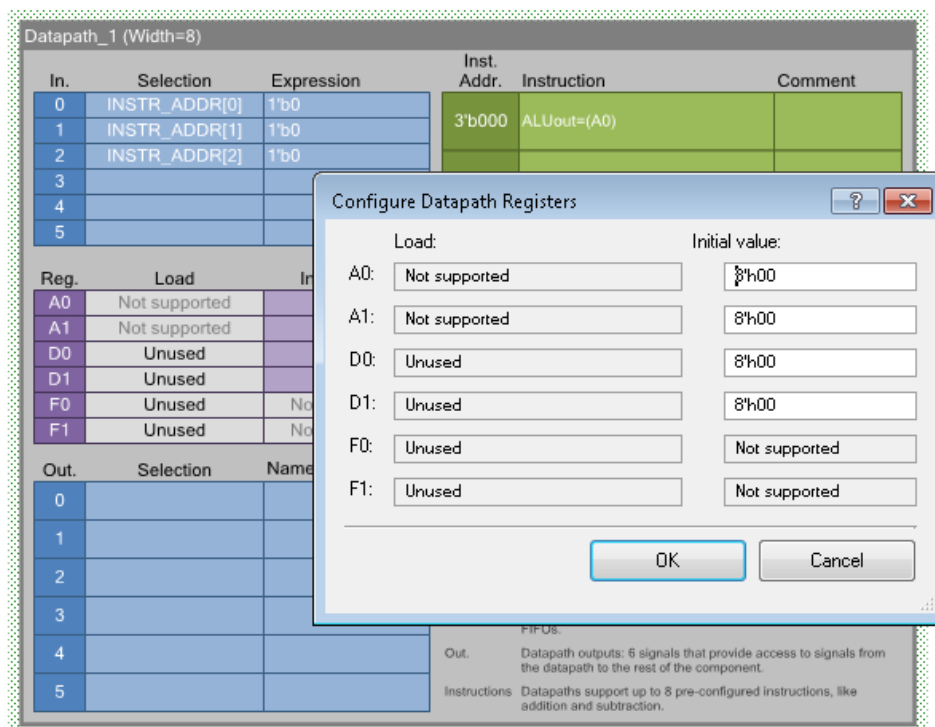 Datapath_1 (Width=8)
In. Selection Expression
0 INSTR_ADDR[0] 1'b0
1 INSTR_ADDR[1] 1'b0
2 INSTR_ADDR[2] 1'b0
3
4
5
Inst.
Addr. Instruction Comment
3'b000 ALUout=(A0)
Reg. Load In
A0 Not supported
A1 Not supported
D0 Unused
D1 Unused
F0 Unused No
F1 Unused No
Out. Selection Name
0
1
2
3
4
5
Configure Datapath Registers
Load: Initial value:
A0: Not supported 8'h00
A1: Not supported 8'h00
D0: Unused 8'h00
D1: Unused 8'h00
F0: Unused Not supported
F1: Unused Not supported
OK Cancel
FIFOs.
Out. Datapath outputs: 6 signals that provide access to signals from
the datapath to the rest of the component.
Instructions Datapaths support up to 8 pre-configured instructions, like
addition and subtraction.